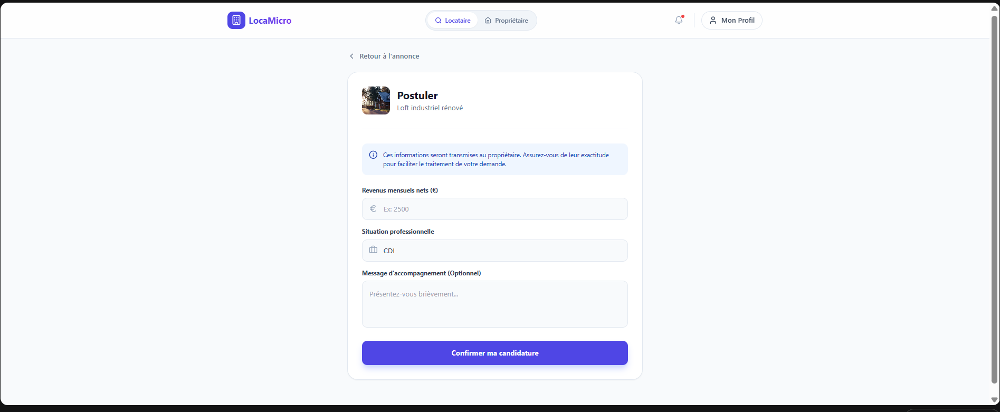 LocaMicro
Locataire
Propriétaire
Mon Profil
Retour à l'annonce
Postuler
Loft industriel rénové
Ces informations seront transmises au propriétaire. Assurez-vous de leur exactitude
pour faciliter le traitement de votre demande.
Revenus mensuels nets (€)
€ Ex: 2500
Situation professionnelle
CDI
Message d'accompagnement (Optionnel)
Présentez-vous brièvement...
Confirmer ma candidature